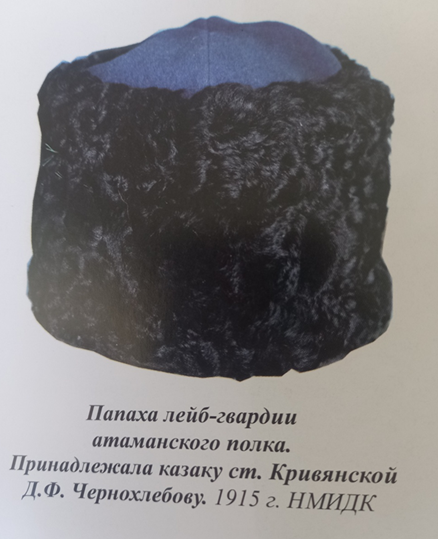 Папаха лейб-гвардии
атаманского полка.
Принадлежала казаку ст. Кривянской
Д.Ф. Чернохлебову. 1915 г. НМИДК